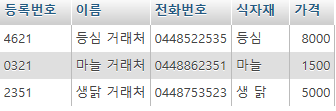 등록번호 이름 전화번호 식자재 가격
4621 등심 거래처 0448522535 등심 8000
0321 마늘 거래처 0448862351 마늘 1500
2351 생닭 거래처 0448753523 생 닭 5000